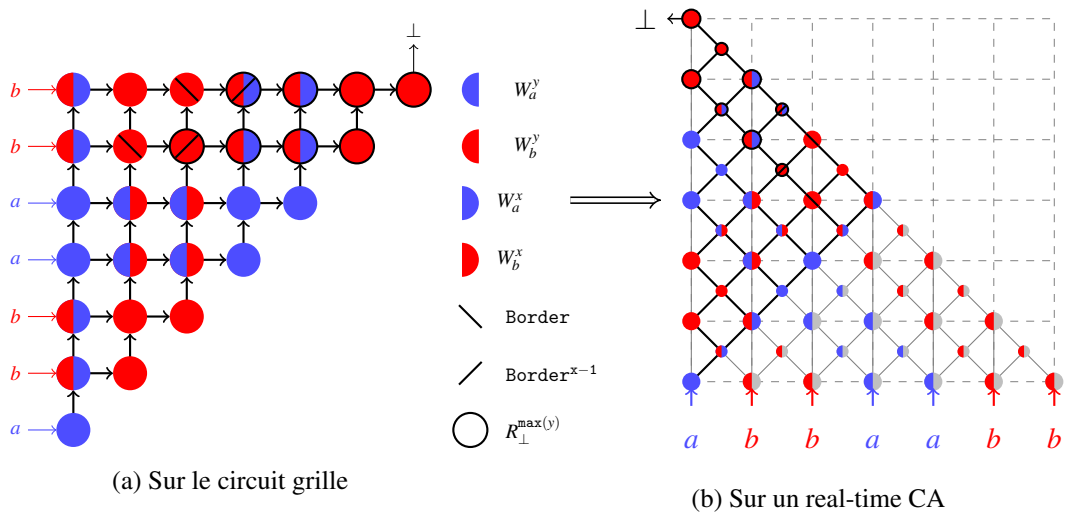 ⊥
b
b
a
a
b
b
a
W_a^y
W_b^y
W_a^x
W_b^x
Border
Border^{x-1}
R_⊥^{max(y)}
(a) Sur le circuit grille
⊥
a b b a a b b
(b) Sur un real-time CA